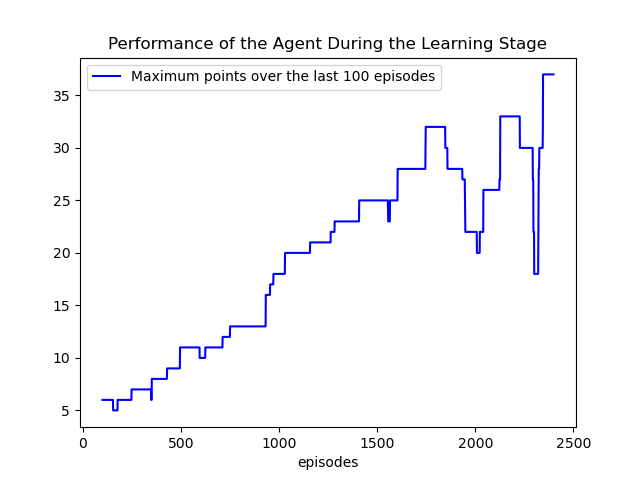 Performance of the Agent During the Learning Stage
Maximum points over the last 100 episodes
35
30
25
20
15
10
5
0 500 1000 1500 2000 2500
episodes